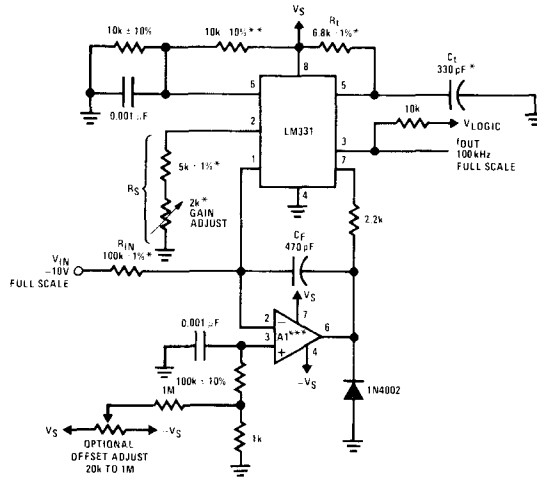 VS
10k ± 10%
10k · 10%**
Rt
6.8k · 1%*
Ct
330 pF*
0.001 µF
8
6
5
LM331
10k
VLOGIC
2
3
fOUT
100 kHz
FULL SCALE
1
7
4
RS
5k · 1%*
2k*
GAIN
ADJUST
2.2k
VIN
–10V
FULL SCALE
RIN
100k · 1%*
CF
470 pF
VS
7
2
–
A1***
6
3
+
4
–VS
0.001 µF
100k ± 10%
1N4002
1M
VS
–VS
1k
OPTIONAL
OFFSET ADJUST
20k TO 1M